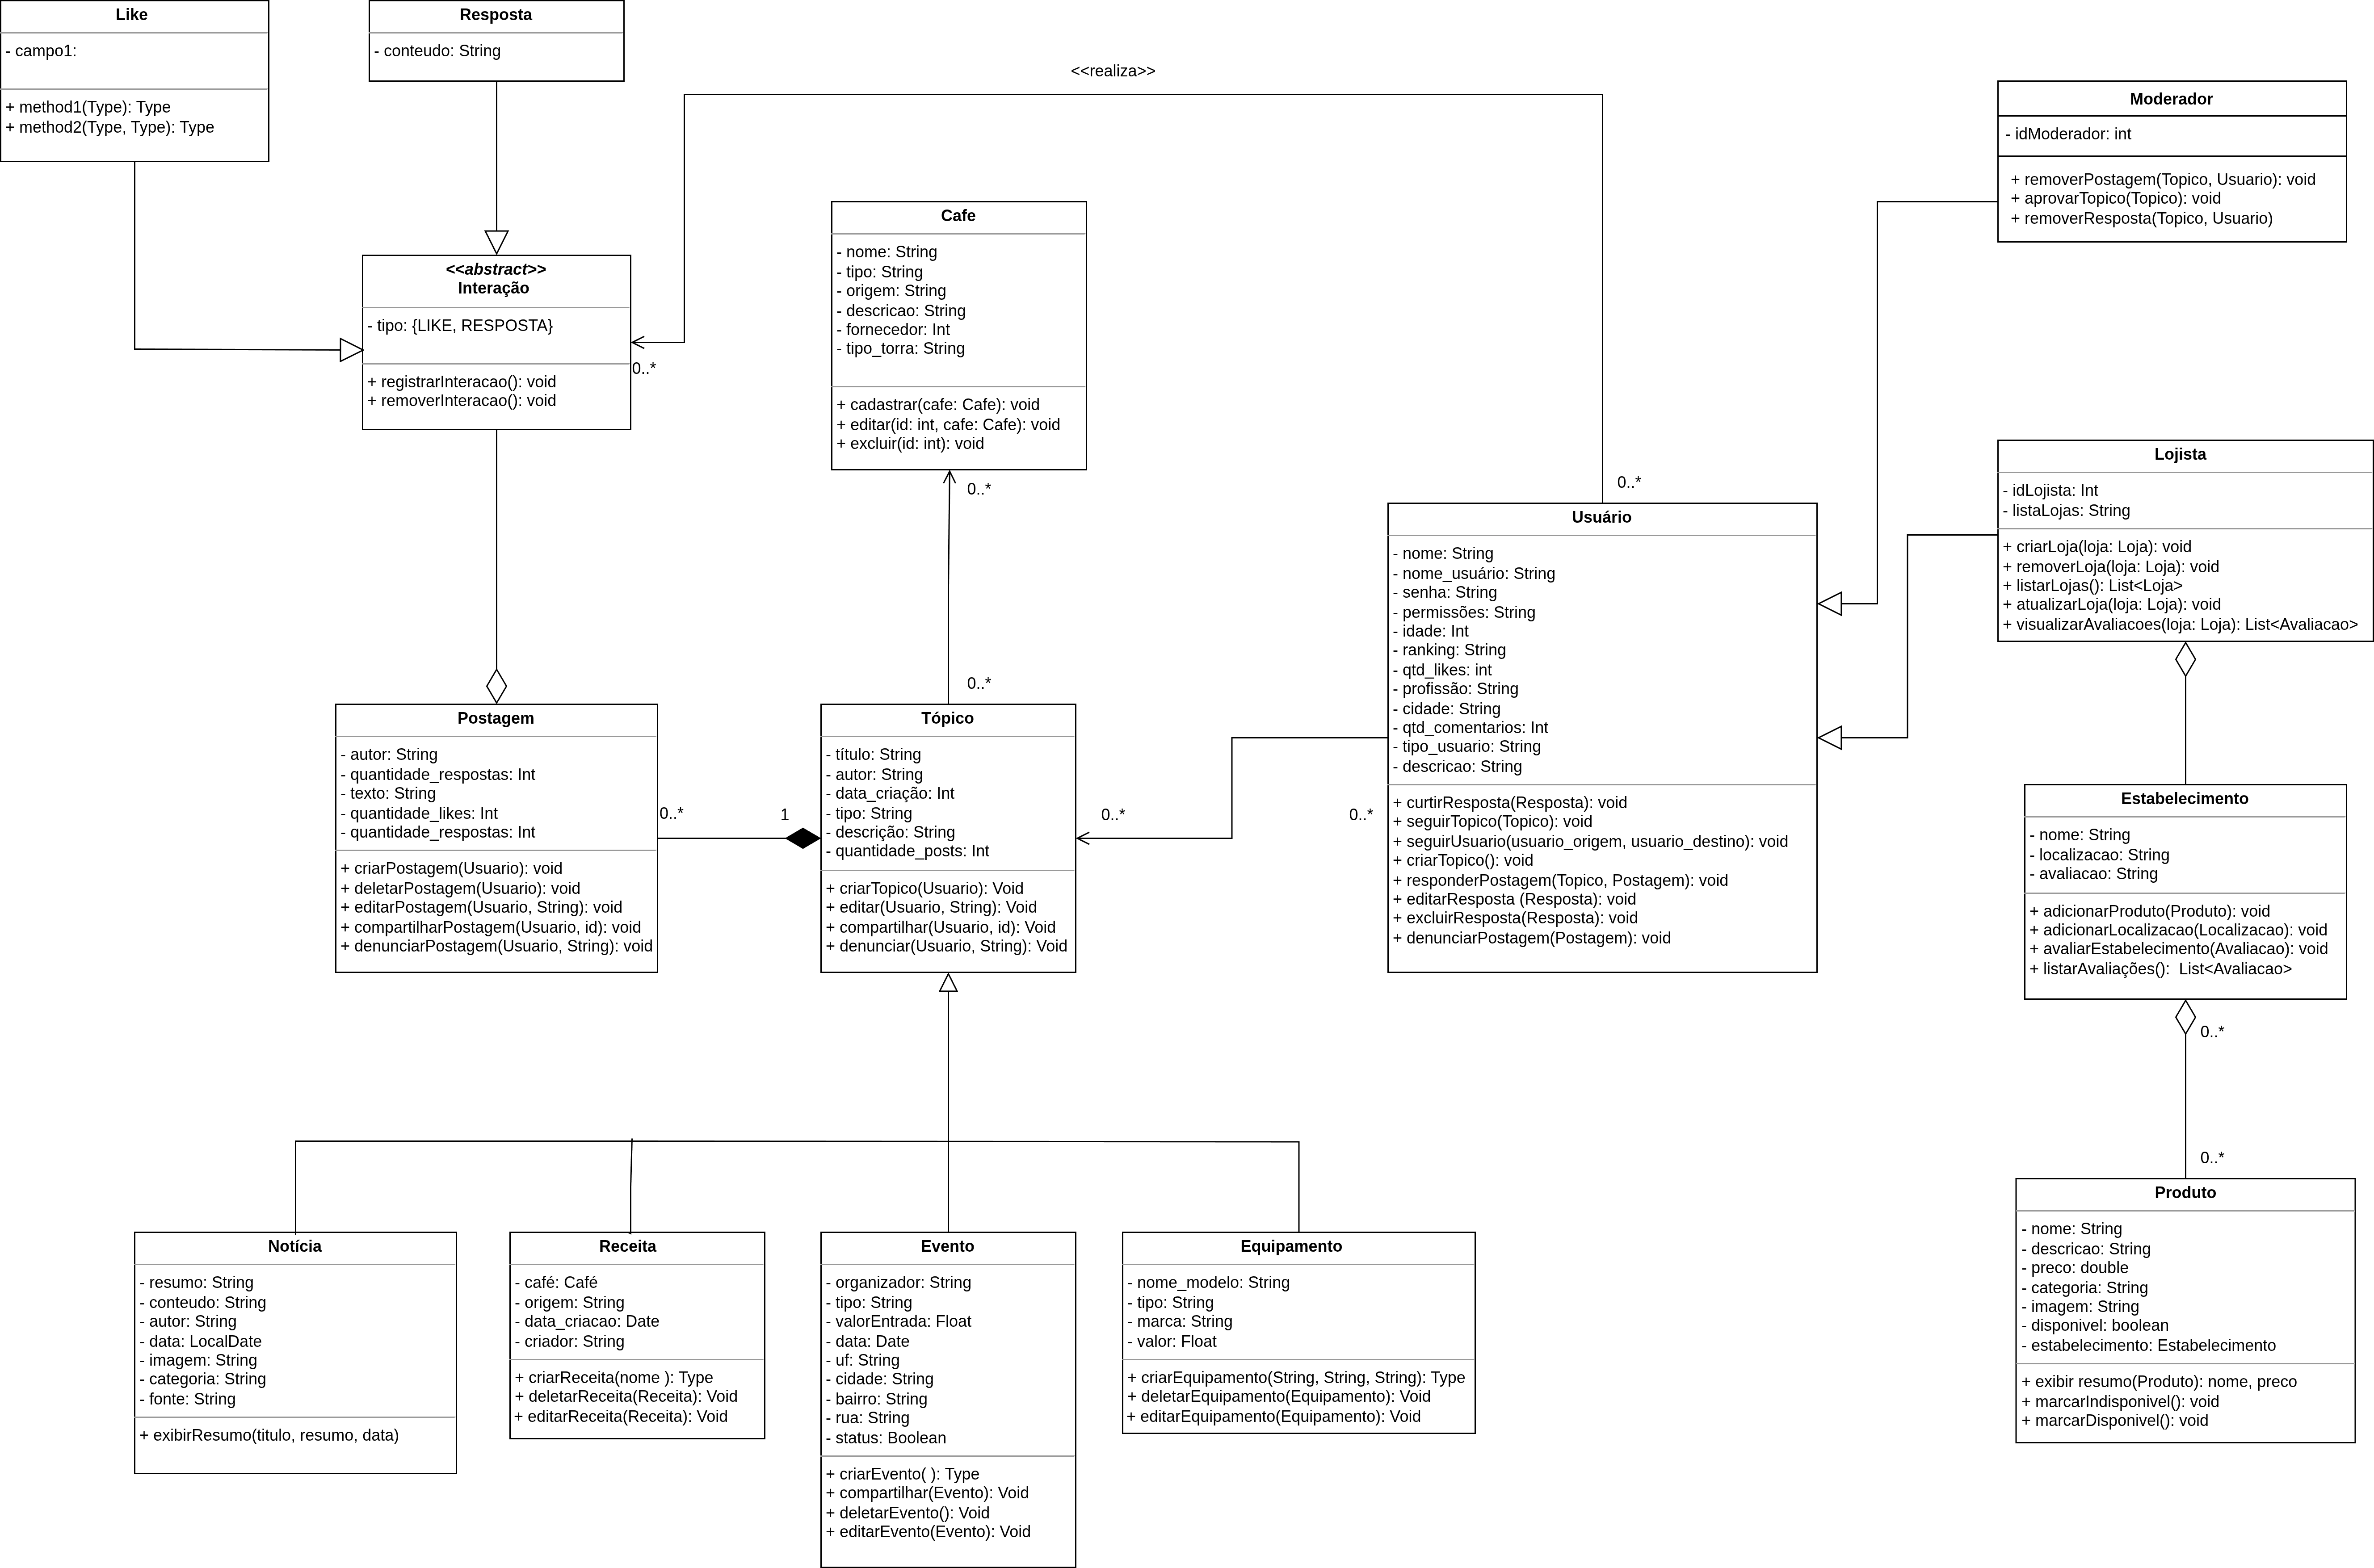 Like
- campo1:
+ method1(Type): Type
+ method2(Type, Type): Type
Resposta
- conteudo: String
<<realiza>>
<<abstract>>
Interação
- tipo: {LIKE, RESPOSTA}
+ registrarInteracao(): void
+ removerInteracao(): void
0..*
Cafe
- nome: String
- tipo: String
- origem: String
- descricao: String
- fornecedor: Int
- tipo_torra: String
+ cadastrar(cafe: Cafe): void
+ editar(id: int, cafe: Cafe): void
+ excluir(id: int): void
0..*
0..*
Moderador
- idModerador: int
+ removerPostagem(Topico, Usuario): void
+ aprovarTopico(Topico): void
+ removerResposta(Topico, Usuario)
Lojista
- idLojista: Int
- listaLojas: String
+ criarLoja(loja: Loja): void
+ removerLoja(loja: Loja): void
+ listarLojas(): List<Loja>
+ atualizarLoja(loja: Loja): void
+ visualizarAvaliacoes(loja: Loja): List<Avaliacao>
0..*
Usuário
- nome: String
- nome_usuário: String
- senha: String
- permissões: String
- idade: Int
- ranking: String
- qtd_likes: int
- profissão: String
- cidade: String
- qtd_comentarios: Int
- tipo_usuario: String
- descricao: String
+ curtirResposta(Resposta): void
+ seguirTopico(Topico): void
+ seguirUsuario(usuario_origem, usuario_destino): void
+ criarTopico(): void
+ responderPostagem(Topico, Postagem): void
+ editarResposta (Resposta): void
+ excluirResposta(Resposta): void
+ denunciarPostagem(Postagem): void
Postagem
- autor: String
- quantidade_respostas: Int
- texto: String
- quantidade_likes: Int
- quantidade_respostas: Int
+ criarPostagem(Usuario): void
+ deletarPostagem(Usuario): void
+ editarPostagem(Usuario, String): void
+ compartilharPostagem(Usuario, id): void
+ denunciarPostagem(Usuario, String): void
0..*
1
Tópico
- título: String
- autor: String
- data_criação: Int
- tipo: String
- descrição: String
- quantidade_posts: Int
+ criarTopico(Usuario): Void
+ editar(Usuario, String): Void
+ compartilhar(Usuario, id): Void
+ denunciar(Usuario, String): Void
0..*
0..*
Estabelecimento
- nome: String
- localizacao: String
- avaliacao: String
+ adicionarProduto(Produto): void
+ adicionarLocalizacao(Localizacao): void
+ avaliarEstabelecimento(Avaliacao): void
+ listarAvaliações():  List<Avaliacao>
0..*
0..*
Notícia
- resumo: String
- conteudo: String
- autor: String
- data: LocalDate
- imagem: String
- categoria: String
- fonte: String
+ exibirResumo(titulo, resumo, data)
Receita
- café: Café
- origem: String
- data_criacao: Date
- criador: String
+ criarReceita(nome ): Type
+ deletarReceita(Receita): Void
+ editarReceita(Receita): Void
Evento
- organizador: String
- tipo: String
- valorEntrada: Float
- data: Date
- uf: String
- cidade: String
- bairro: String
- rua: String
- status: Boolean
+ criarEvento( ): Type
+ compartilhar(Evento): Void
+ deletarEvento(): Void
+ editarEvento(Evento): Void
Equipamento
- nome_modelo: String
- tipo: String
- marca: String
- valor: Float
+ criarEquipamento(String, String, String): Type
+ deletarEquipamento(Equipamento): Void
+ editarEquipamento(Equipamento): Void
Produto
- nome: String
- descricao: String
- preco: double
- categoria: String
- imagem: String
- disponivel: boolean
- estabelecimento: Estabelecimento
+ exibir resumo(Produto): nome, preco
+ marcarIndisponivel(): void
+ marcarDisponivel(): void